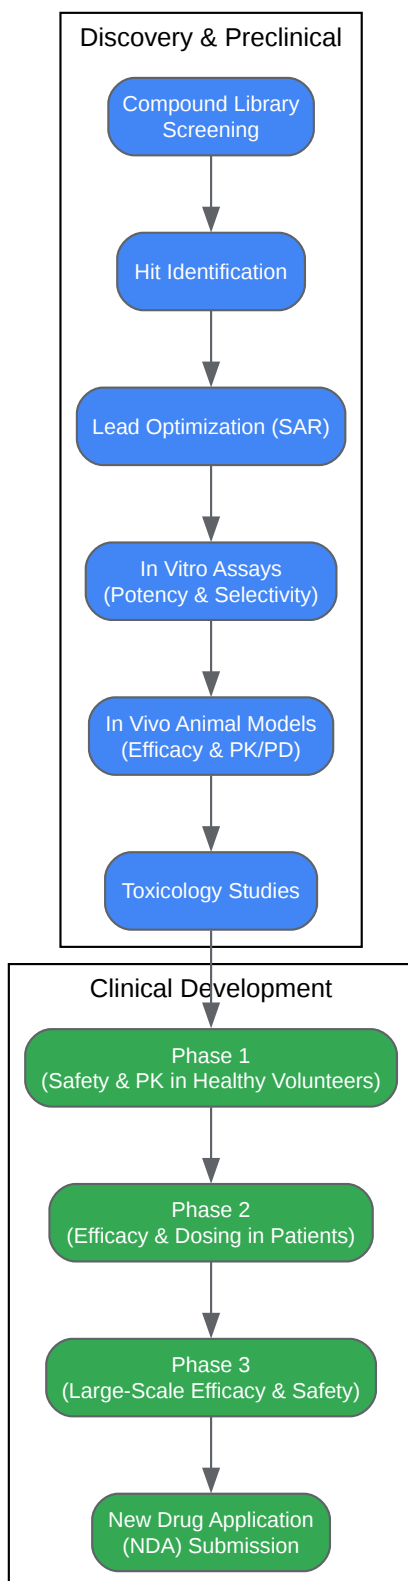 Discovery & Preclinical
Compound Library
Screening
Hit Identification
Lead Optimization (SAR)
In Vitro Assays
(Potency & Selectivity)
In Vivo Animal Models
(Efficacy & PK/PD)
Toxicology Studies
Clinical Development
Phase 1
(Safety & PK in Healthy Volunteers)
Phase 2
(Efficacy & Dosing in Patients)
Phase 3
(Large-Scale Efficacy & Safety)
New Drug Application
(NDA) Submission